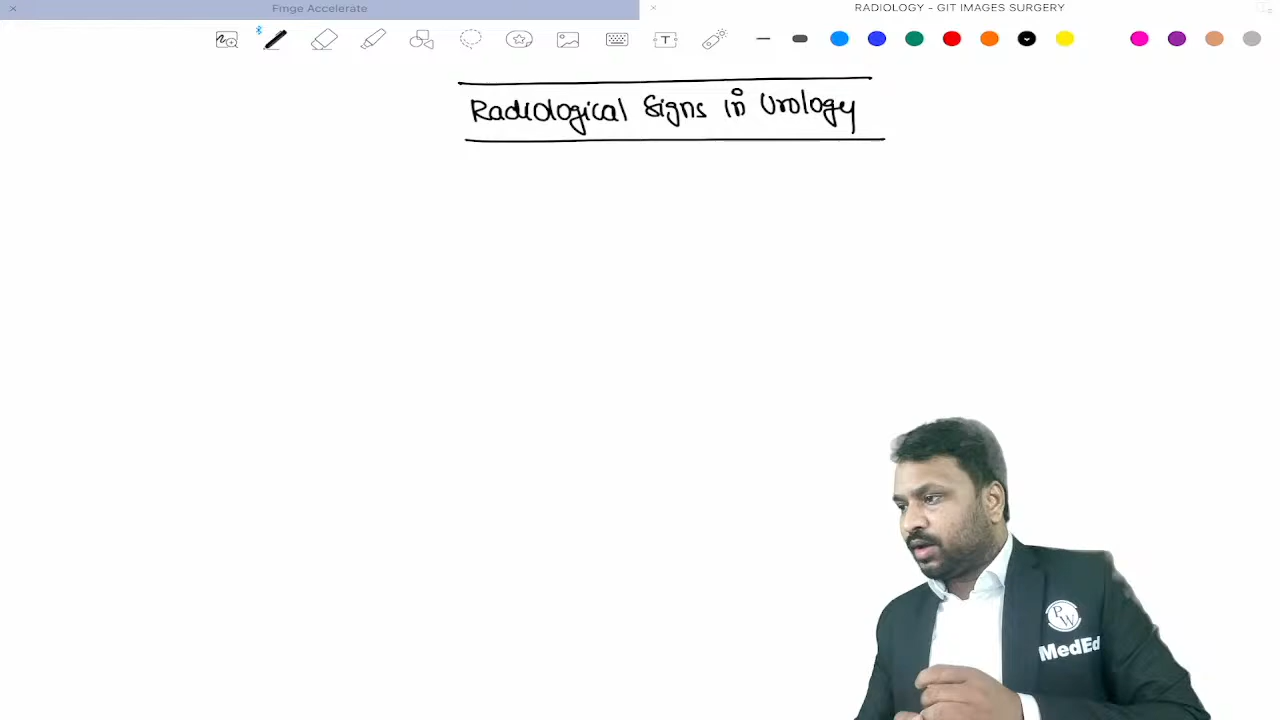 Fmge Accelerate
RADIOLOGY - GIT IMAGES SURGERY
T
Radiological Signs in Urology
PW
MedEd